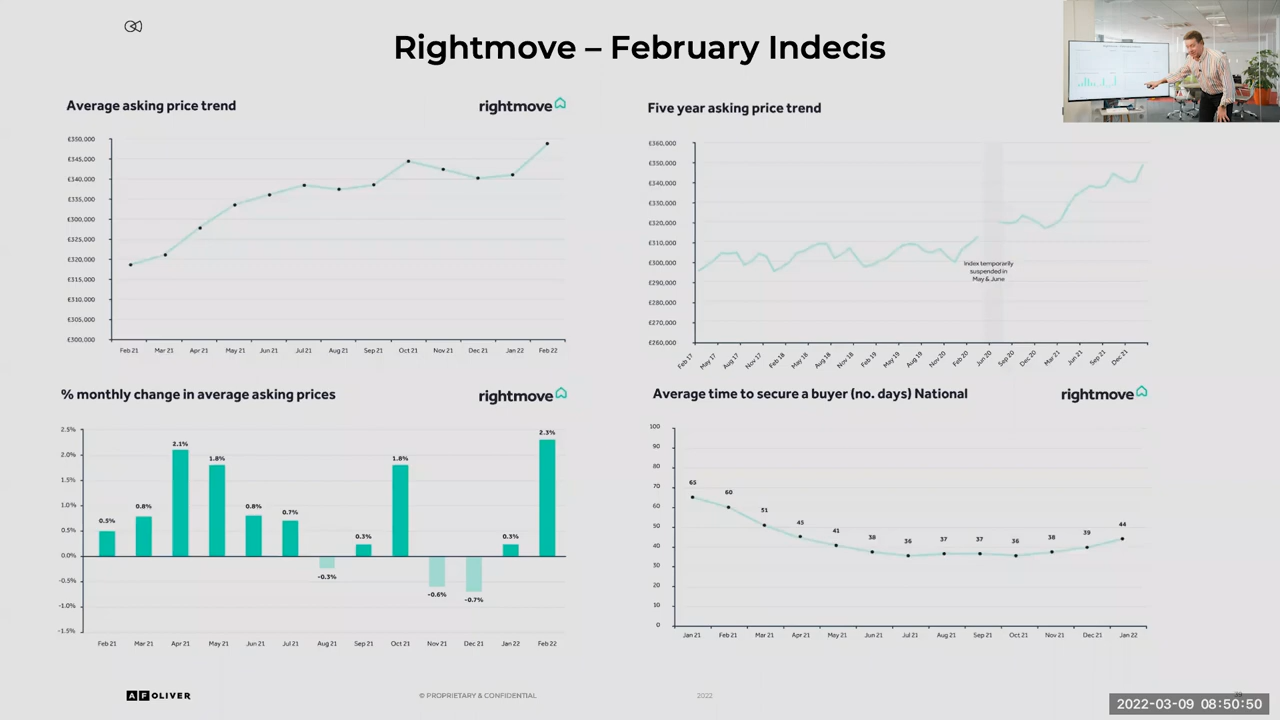 Rightmove – February Indecis
Average asking price trend
rightmove
£350,000
£345,000
£340,000
£335,000
£300,000
£325,000
£320,000
£315,000
£310,000
£305,000
£300,000
Feb 21 Mar 21 Apr 21 May 21 Jun 21 Jul 21 Aug 21 Sep 21 Oct 21 Nov 21 Dec 21 Jan 22 Feb 22
Five year asking price trend
£360,000
£350,000
£340,000
£330,000
£320,000
£310,000
£300,000
£290,000
£280,000
£270,000
£260,000
Index temporarily
suspended in
May & June
Feb 17 May 17 Aug 17 Nov 17 Feb 18 May 18 Aug 18 Nov 18 Feb 19 May 19 Aug 19 Nov 20 Feb 20 Jun 20 Sep 20 Dec 20 Mar 21 Jun 21 Sep 21 Dec 21
% monthly change in average asking prices
rightmove
2.5%
2.0%
1.5%
1.0%
0.5%
0.0%
-0.5%
-1.0%
-1.5%
0.5% 0.8% 2.1% 1.8% 0.8% 0.7% -0.3% 0.3% 1.8% -0.6% -0.7% 0.3% 2.3%
Feb 21 Mar 21 Apr 21 May 21 Jun 21 Jul 21 Aug 21 Sep 21 Oct 21 Nov 21 Dec 21 Jan 22 Feb 22
Average time to secure a buyer (no. days) National
rightmove
100
90
80
70
60
50
40
30
20
10
0
65 60 51 45 41 38 36 37 37 36 38 39 44
Jan 21 Feb 21 Mar 21 Apr 21 May 21 Jun 21 Jul 21 Aug 21 Sep 21 Oct 21 Nov 21 Dec 21 Jan 22
AF OLIVER
© PROPRIETARY & CONFIDENTIAL
2022
2022-03-09 08:50:50